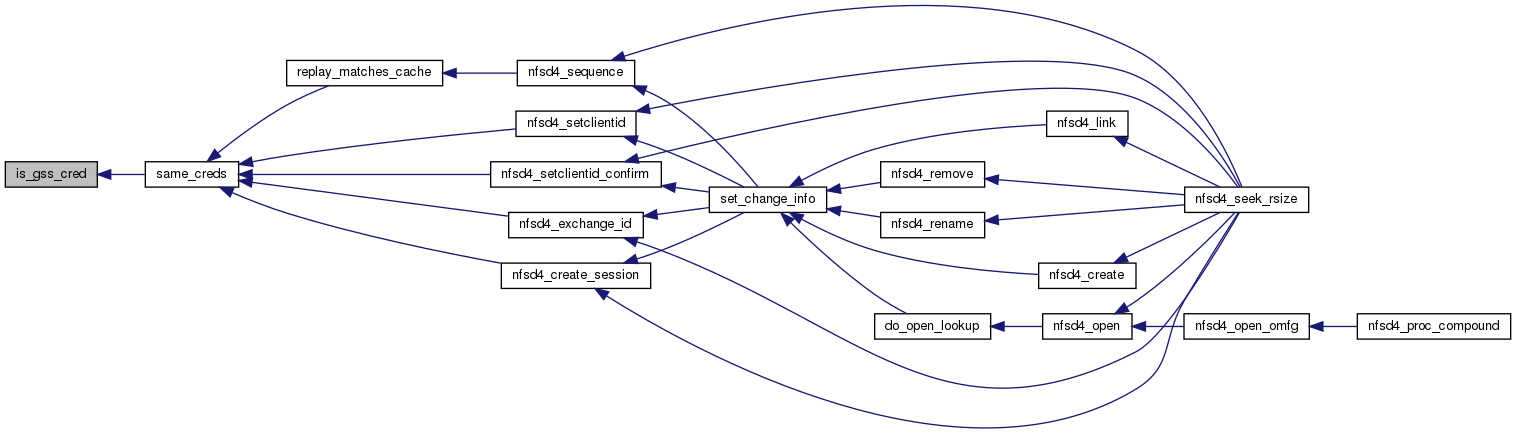 is_gss_cred
same_creds
replay_matches_cache
nfsd4_sequence
nfsd4_setclientid
nfsd4_setclientid_confirm
nfsd4_exchange_id
nfsd4_create_session
set_change_info
nfsd4_link
nfsd4_remove
nfsd4_rename
nfsd4_create
do_open_lookup
nfsd4_open
nfsd4_seek_rsize
nfsd4_open_omfg
nfsd4_proc_compound